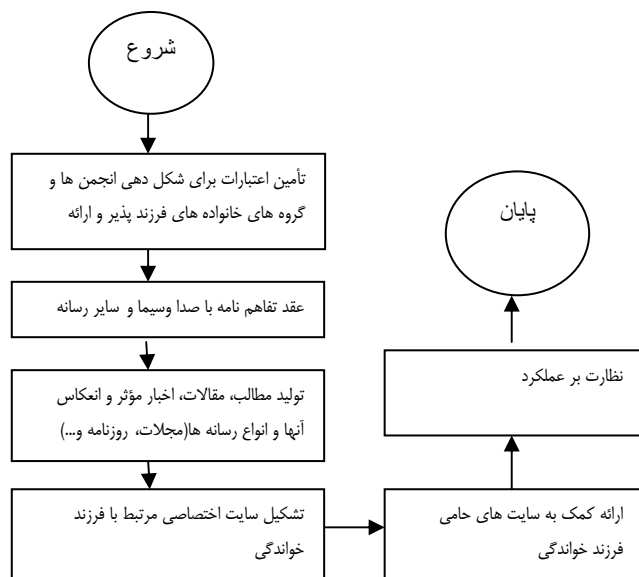 شروع
تأمین اعتبارات برای شکل دهی انجمن ها و
گروه های خانواده های فرزند پذیر و ارائه
عقد تفاهم نامه با صدا وسیما و سایر رسانه
تولید مطالب، مقالات، اخبار مؤثر و انعکاس
آنها و انواع رسانه ها(مجلات، روزنامه و...)
تشکیل سایت اختصاصی مرتبط با فرزند
خواندگی
ارائه کمک به سایت های حامی
فرزند خواندگی
نظارت بر عملکرد
پایان